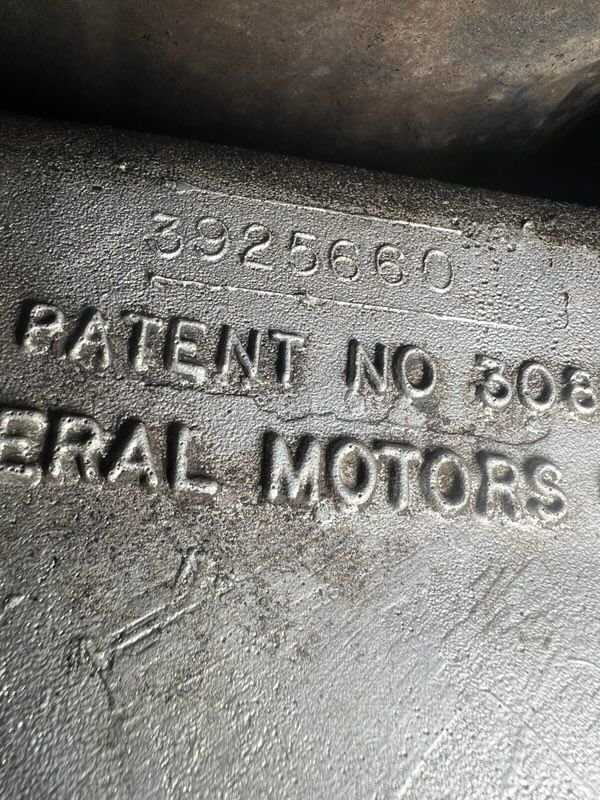 3925660
PATENT NO 308
ERAL MOTORS